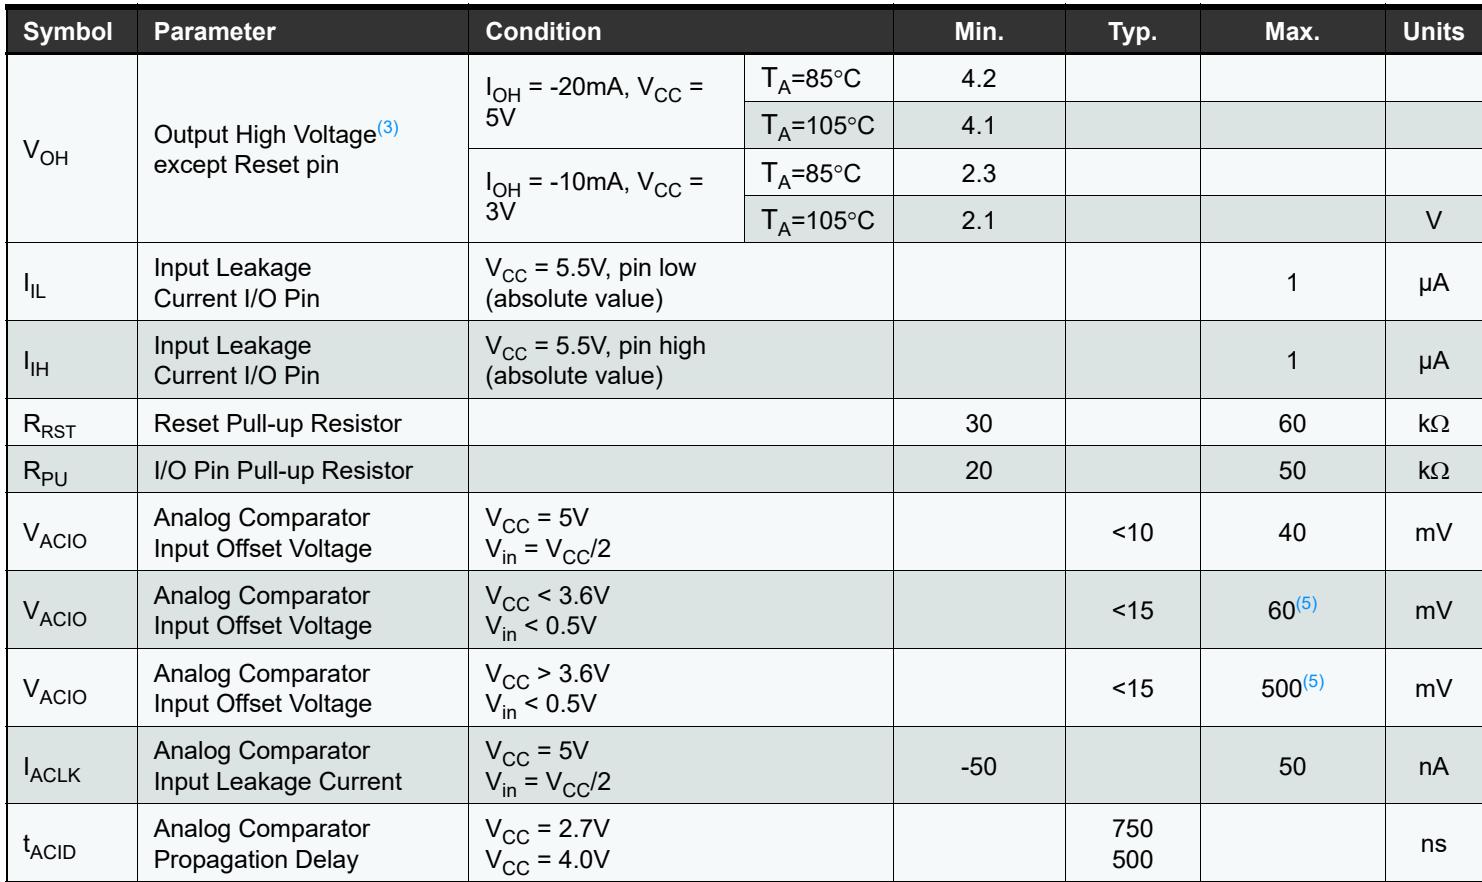 Symbol Parameter Condition Min. Typ. Max. Units
VOH Output High Voltage(3) except Reset pin IOH = -20mA, VCC = 5V TA=85°C 4.2
TA=105°C 4.1
IOH = -10mA, VCC = 3V TA=85°C 2.3
TA=105°C 2.1 V
IIL Input Leakage Current I/O Pin VCC = 5.5V, pin low (absolute value) 1 µA
IIH Input Leakage Current I/O Pin VCC = 5.5V, pin high (absolute value) 1 µA
RRST Reset Pull-up Resistor 30 60 kΩ
RPU I/O Pin Pull-up Resistor 20 50 kΩ
VACIO Analog Comparator Input Offset Voltage VCC = 5V Vin = VCC/2 <10 40 mV
VACIO Analog Comparator Input Offset Voltage VCC < 3.6V Vin < 0.5V <15 60(5) mV
VACIO Analog Comparator Input Offset Voltage VCC > 3.6V Vin < 0.5V <15 500(5) mV
IACLK Analog Comparator Input Leakage Current VCC = 5V Vin = VCC/2 -50 50 nA
tACID Analog Comparator Propagation Delay VCC = 2.7V VCC = 4.0V 750 500 ns